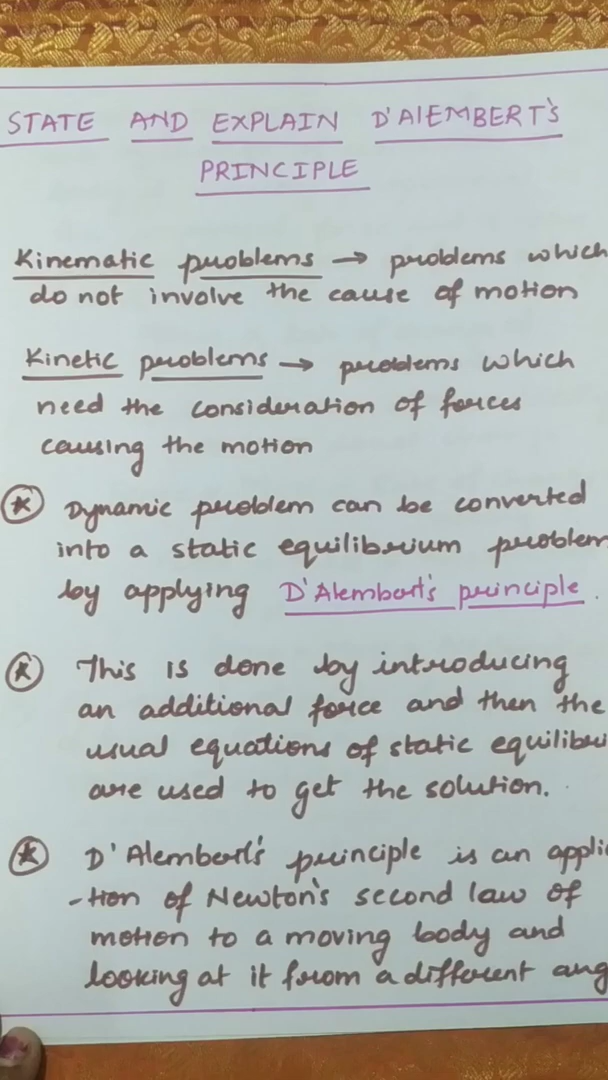 STATE AND EXPLAIN D'AlEMBERT'S
PRINCIPLE
Kinematic problems → problems which
do not involve the cause of motion
Kinetic problems → problems which
need the consideration of forces
causing the motion
Dynamic problem can be converted
into a static equilibrium problem
by applying D'Alembert's principle.
This is done by introducing
an additional force and then the
usual equations of static equilibri
are used to get the solution.
D'Alembert's principle is an applic
-tion of Newton's second law of
motion to a moving body and
looking at it from a different ang